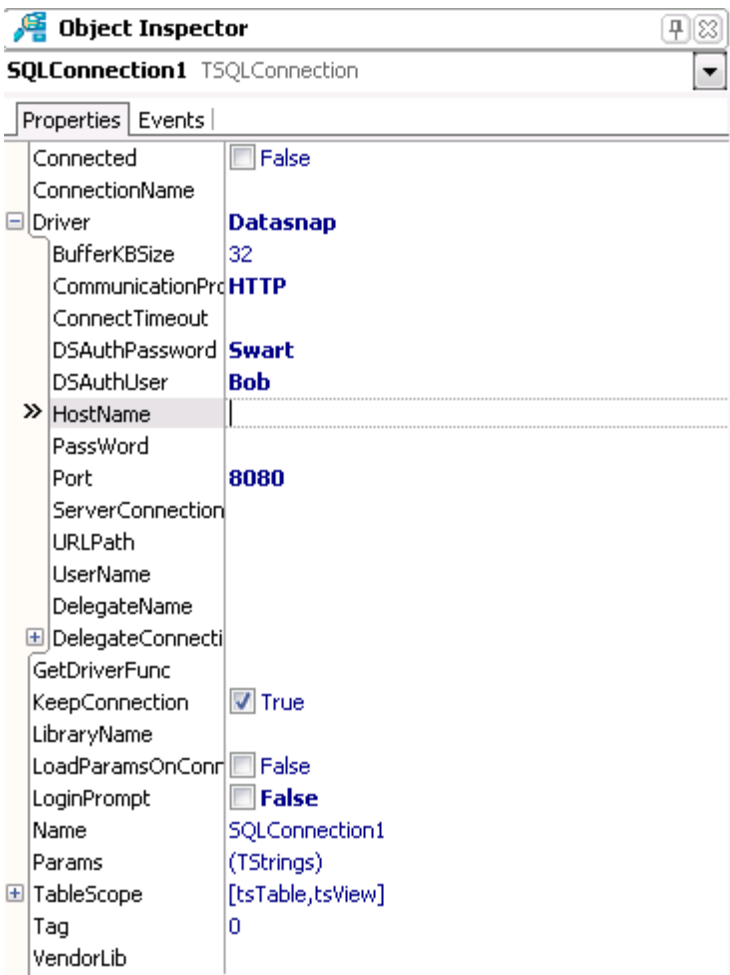 Object Inspector
SQLConnection1 TSQLConnection
Properties Events
Connected False
ConnectionName
Driver Datasnap
BufferKBSize 32
CommunicationPro HTTP
ConnectTimeout
DSAuthPassword Swart
DSAuthUser Bob
HostName
PassWord
Port 8080
ServerConnection
URLPath
UserName
DelegateName
DelegateConnecti
GetDriverFunc
KeepConnection True
LibraryName
LoadParamsOnConn False
LoginPrompt False
Name SQLConnection1
Params (TStrings)
TableScope [tsTable,tsView]
Tag 0
VendorLib